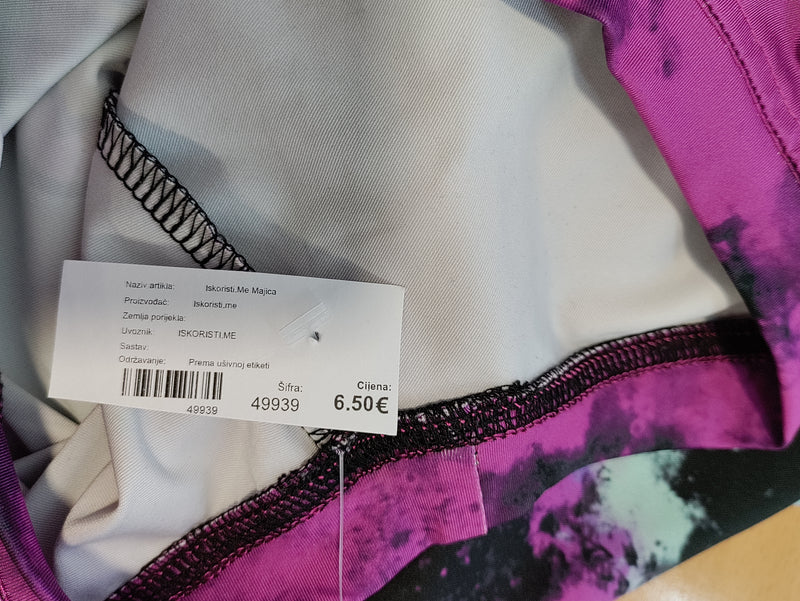 Naziv artikla: Iskoristi.Me Majica
Proizvođač: Iskoristi.me
Zemlja porijekla:
Uvoznik: ISKORISTI.ME
Sastav:
Održavanje: Prema ušivnoj etiketi
49939
Šifra:
49939
Cijena:
6.50€